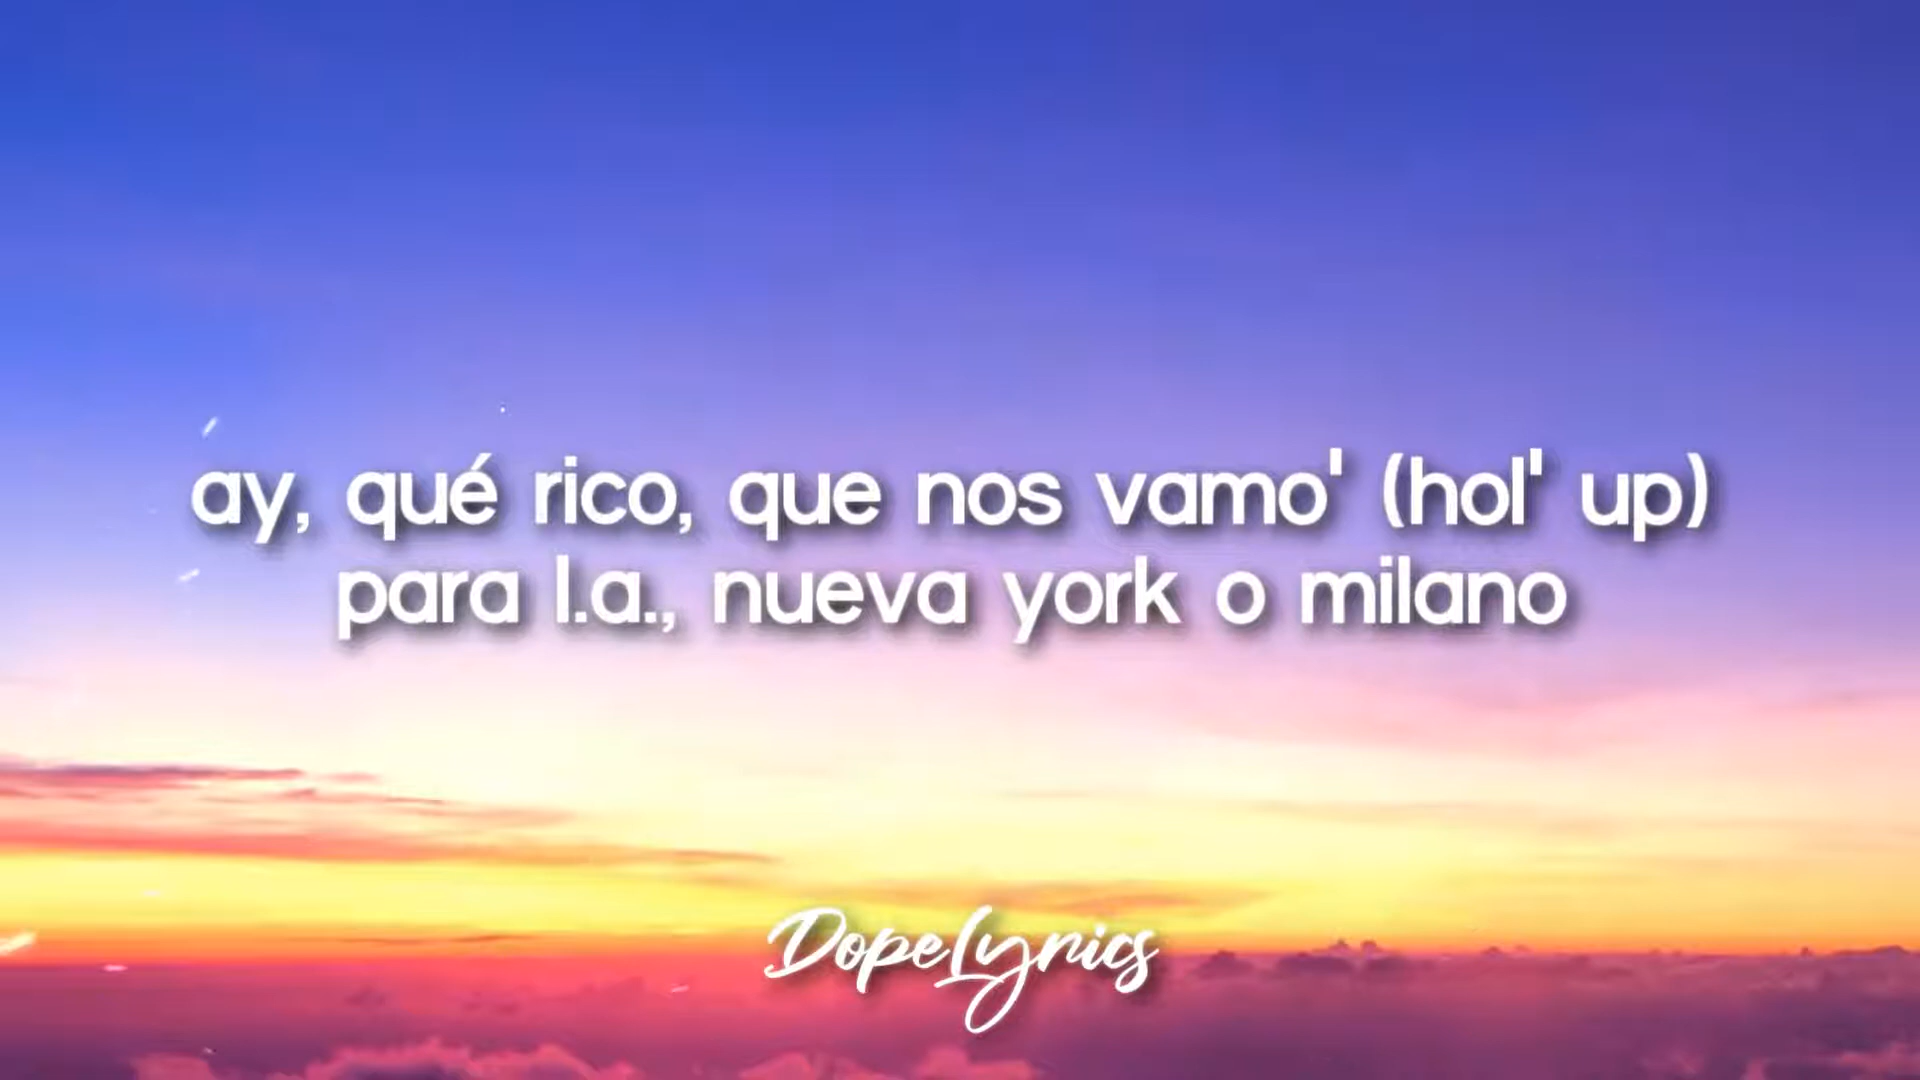 ay, qué rico, que nos vamo' (hol' up)
para l.a., nueva york o milano
DopeLyrics